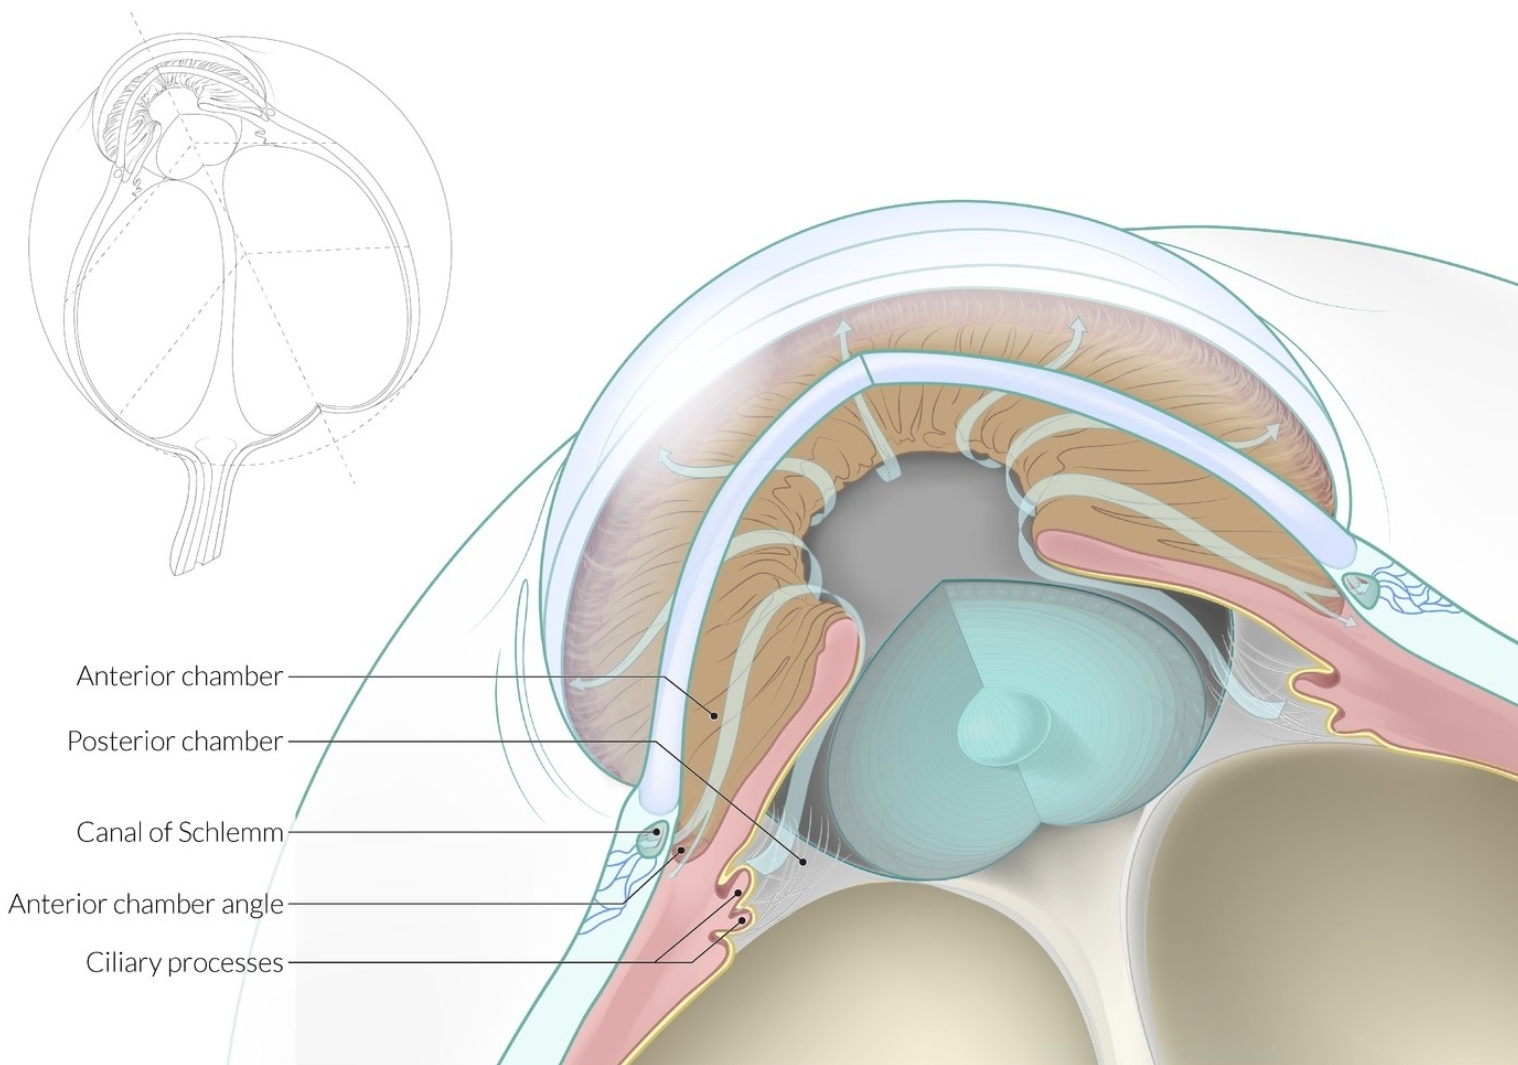 Anterior chamber
Posterior chamber
Canal of Schlemm
Anterior chamber angle
Ciliary processes